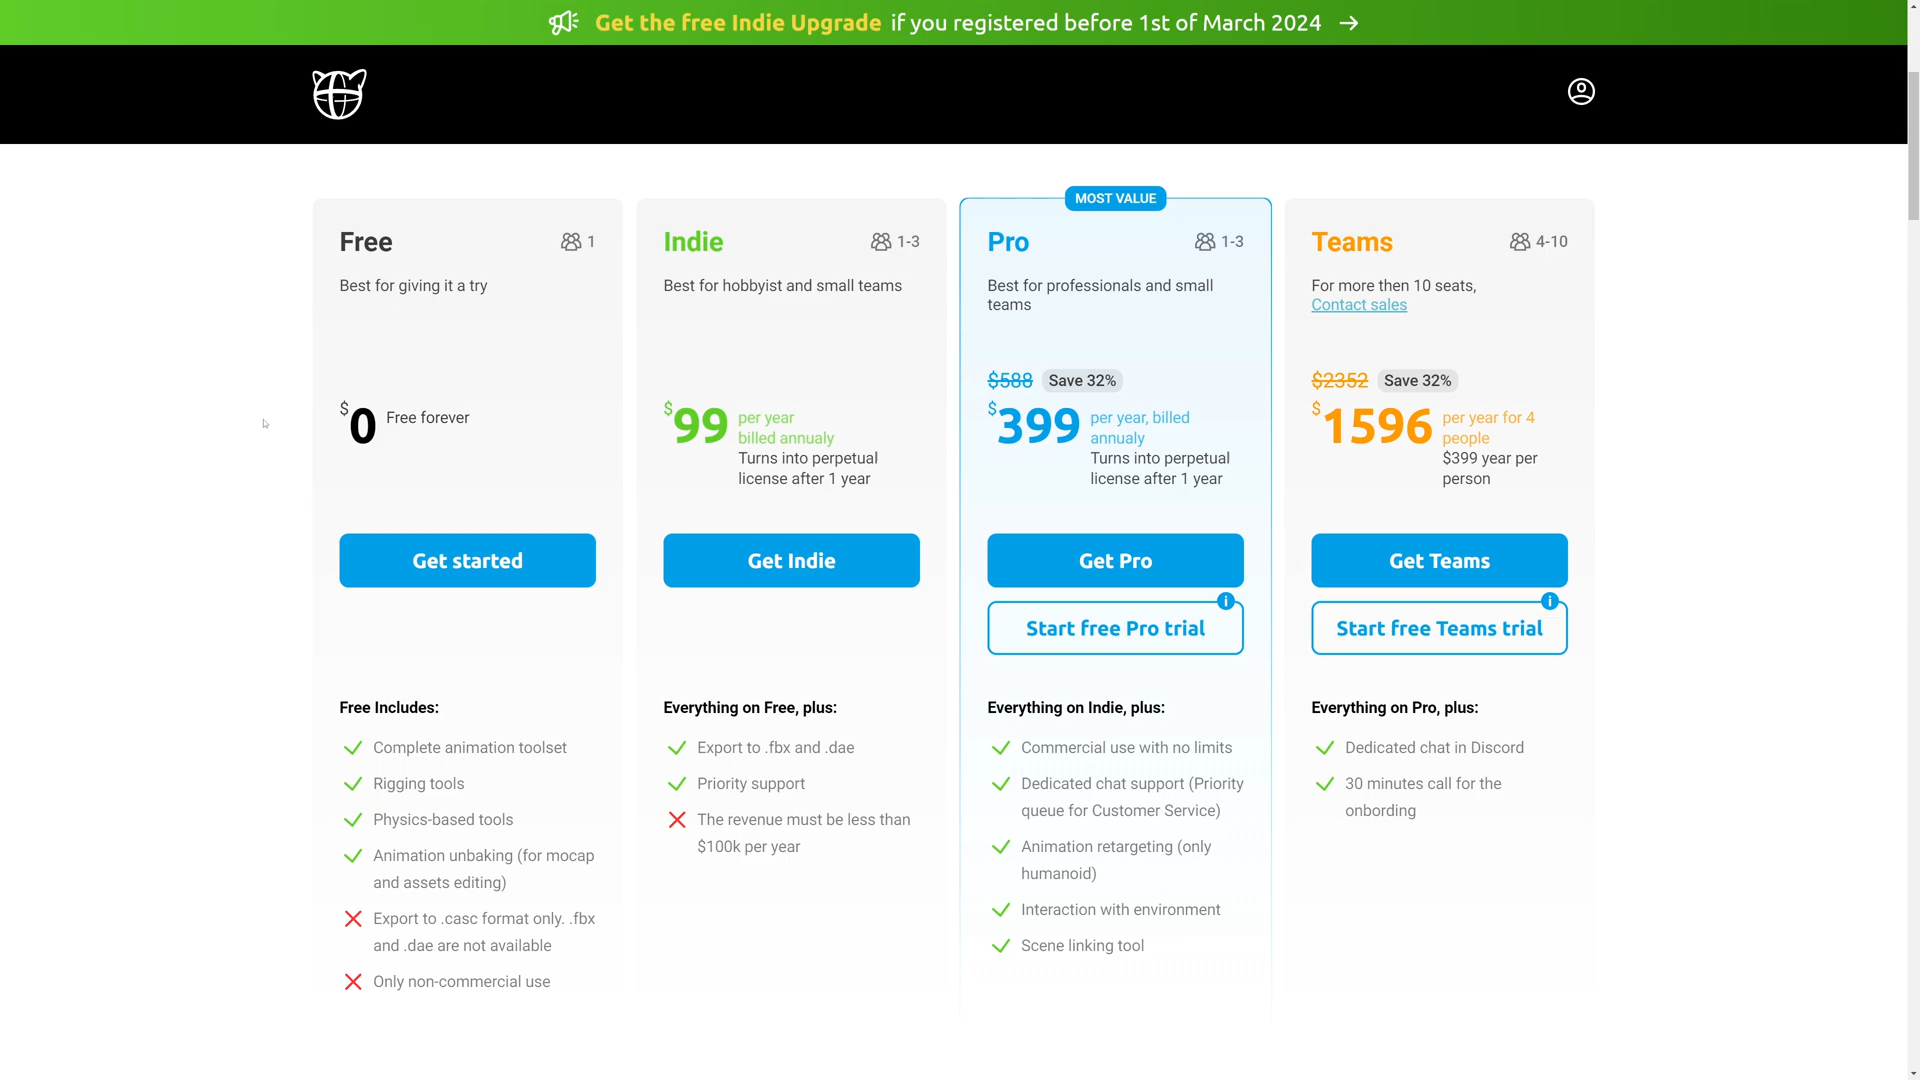 Get the free Indie Upgrade if you registered before 1st of March 2024
Free
1
Best for giving it a try
$
0
Free forever
Get started
Free Includes:
Complete animation toolset
Rigging tools
Physics-based tools
Animation unbaking (for mocap
and assets editing)
Export to .casc format only. .fbx
and .dae are not available
Only non-commercial use
Indie
1-3
Best for hobbyist and small teams
$
99
per year
billed annualy
Turns into perpetual
license after 1 year
Get Indie
Everything on Free, plus:
Export to .fbx and .dae
Priority support
The revenue must be less than
$100k per year
MOST VALUE
Pro
1-3
Best for professionals and small
teams
$588
Save 32%
$
399
per year, billed
annualy
Turns into perpetual
license after 1 year
Get Pro
i
Start free Pro trial
Everything on Indie, plus:
Commercial use with no limits
Dedicated chat support (Priority
queue for Customer Service)
Animation retargeting (only
humanoid)
Interaction with environment
Scene linking tool
Teams
4-10
For more then 10 seats,
Contact sales
$2352
Save 32%
$
1596
per year for 4
people
$399 year per
person
Get Teams
i
Start free Teams trial
Everything on Pro, plus:
Dedicated chat in Discord
30 minutes call for the
onbording